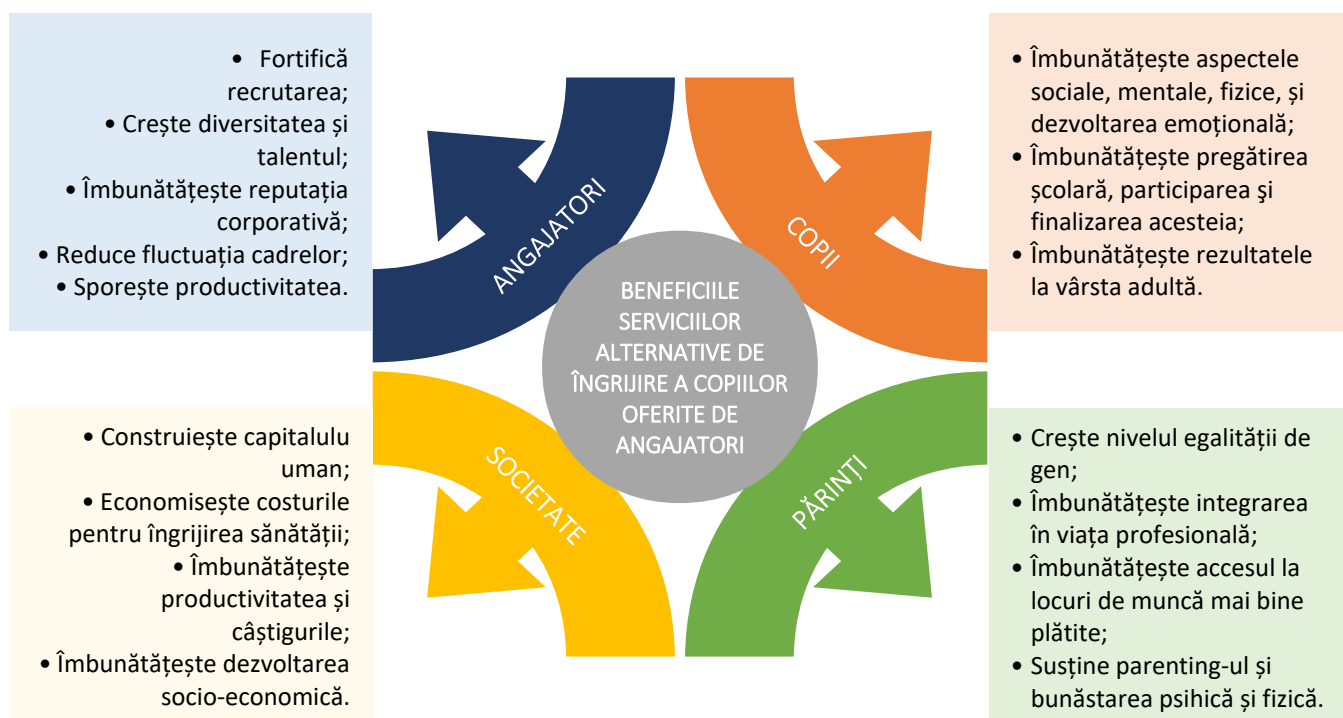 • Fortifică
recrutarea;
• Crește diversitatea și
talentul;
• Îmbunătățește reputația
corporativă;
• Reduce fluctuația cadrelor;
• Sporește productivitatea.
ANGAJATORI
COPII
• Îmbunătățește aspectele
sociale, mentale, fizice, și
dezvoltarea emoțională;
• Îmbunătățește pregătirea
școlară, participarea şi
finalizarea acesteia;
• Îmbunătățește rezultatele
la vârsta adultă.
BENEFICIILE
SERVICIILOR
ALTERNATIVE DE
ÎNGRIJIRE A COPIILOR
OFERITE DE
ANGAJATORI
• Construiește capitalulu
uman;
• Economisește costurile
pentru îngrijirea sănătății;
• Îmbunătățește
productivitatea și
câștigurile;
• Îmbunătățește dezvoltarea
socio-economică.
SOCIETATE
PĂRINȚI
• Crește nivelul egalității de
gen;
• Îmbunătățește integrarea
în viața profesională;
• Îmbunătățește accesul la
locuri de muncă mai bine
plătite;
• Susține parenting-ul și
bunăstarea psihică și fizică.